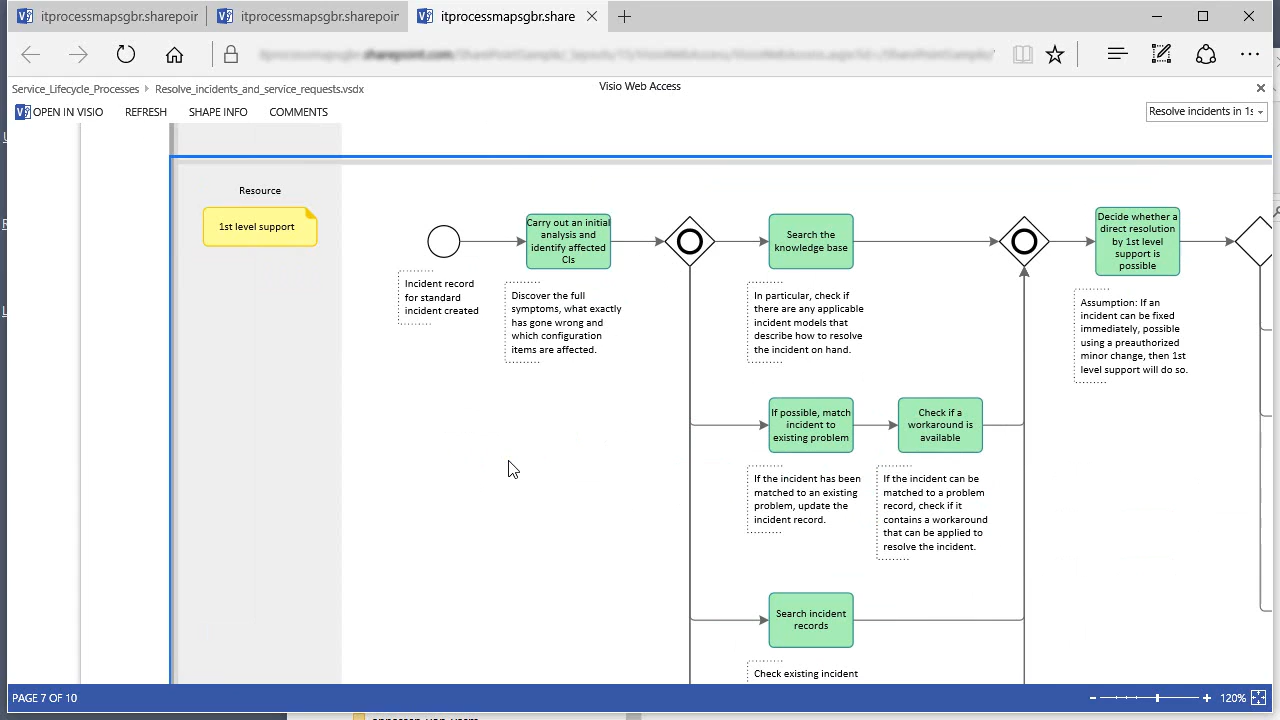 itprocessmapsgbr.sharepoir
itprocessmapsgbr.sharepoir
itprocessmapsgbr.share
Service_Lifecycle_Processes
Resolve_incidents_and_service_requests.vsdx
Visio Web Access
OPEN IN VISIO
REFRESH
SHAPE INFO
COMMENTS
Resolve incidents in 1s
Resource
1st level support
Incident record
for standard
incident created
Carry out an initial
analysis and
identify affected
CIs
Discover the full
symptoms, what exactly
has gone wrong and
which configuration
items are affected.
Search the
knowledge base
In particular, check if
there are any applicable
incident models that
describe how to resolve
the incident on hand.
Decide whether a
direct resolution
by 1st level
support is
possible
Assumption: If an
incident can be fixed
immediately, possible
using a preauthorized
minor change, then 1st
level support will do so.
If possible, match
incident to
existing problem
If the incident has been
matched to an existing
problem, update the
incident record.
Check if a
workaround is
available
If the incident can be
matched to a problem
record, check if it
contains a workaround
that can be applied to
resolve the incident.
Search incident
records
Check existing incident
PAGE 7 OF 10
120%